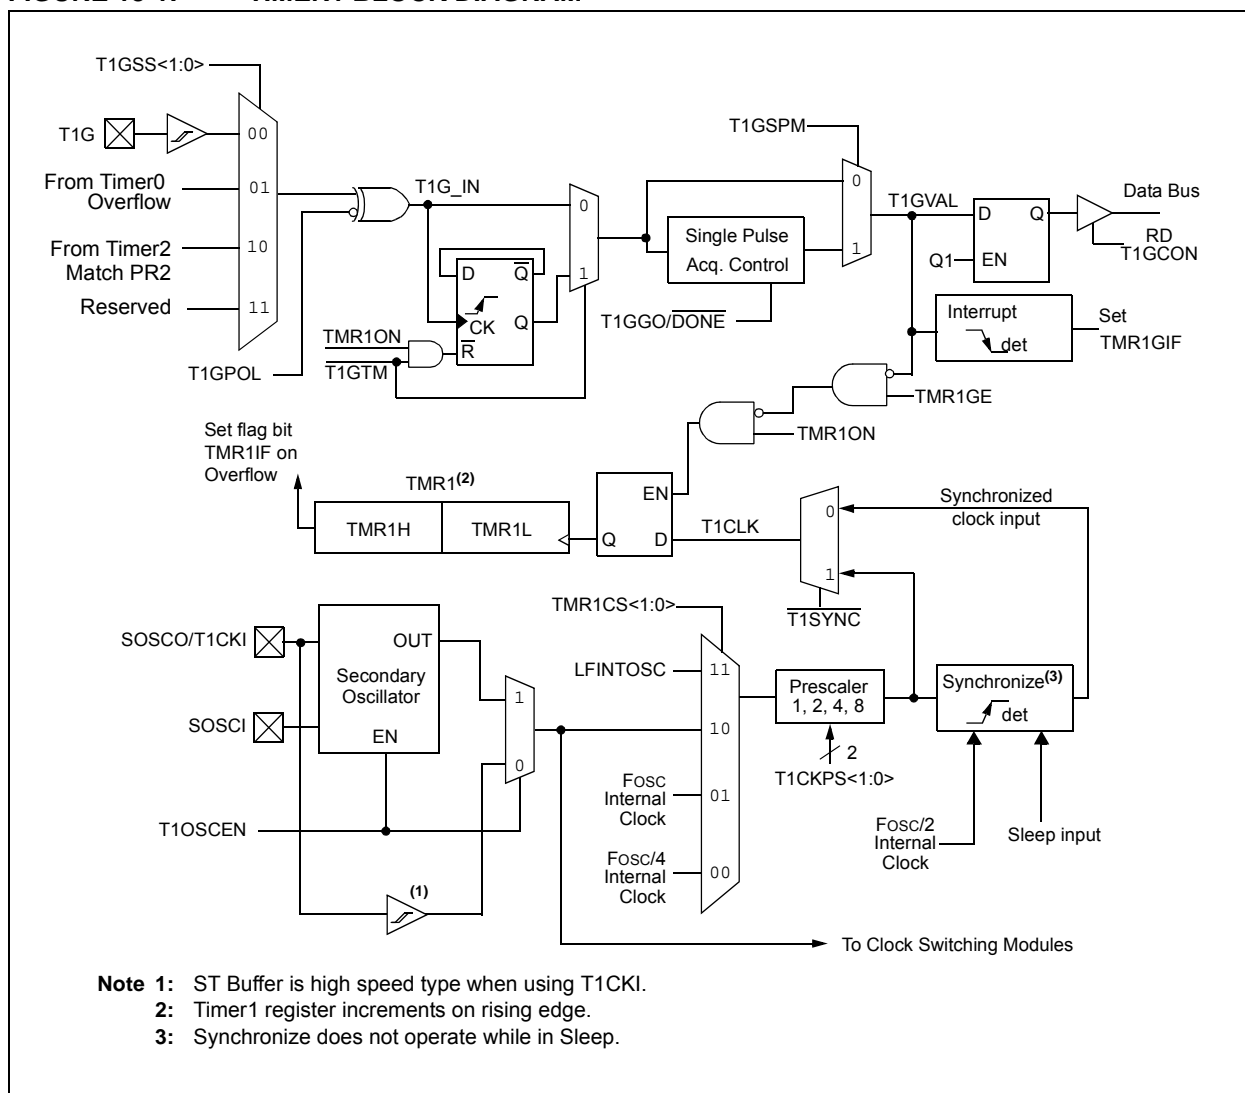 T1GSS<1:0>
T1G
00
From Timer0
Overflow
01
From Timer2
Match PR2
10
Reserved
11
T1GPOL
T1G_IN
D
Q
CK
Q
R
TMR1ON
T1GTM
0
1
Single Pulse
Acq. Control
T1GGO/DONE
T1GSPM
0
1
T1GVAL
D
Q
Q1
EN
Data Bus
RD
T1GCON
Interrupt
det
Set
TMR1GIF
TMR1GE
TMR1ON
Set flag bit
TMR1IF on
Overflow
TMR1(2)
TMR1H
TMR1L
EN
Q
D
T1CLK
0
1
T1SYNC
Synchronized
clock input
SOSCO/T1CKI
SOSCI
OUT
Secondary
Oscillator
EN
T1OSCEN
(1)
1
0
TMR1CS<1:0>
LFINTOSC
11
10
FOSC
Internal
Clock
01
FOSC/4
Internal
Clock
00
Prescaler
1, 2, 4, 8
2
T1CKPS<1:0>
Synchronize(3)
det
FOSC/2
Internal
Clock
Sleep input
To Clock Switching Modules
Note 1: ST Buffer is high speed type when using T1CKI.
2: Timer1 register increments on rising edge.
3: Synchronize does not operate while in Sleep.